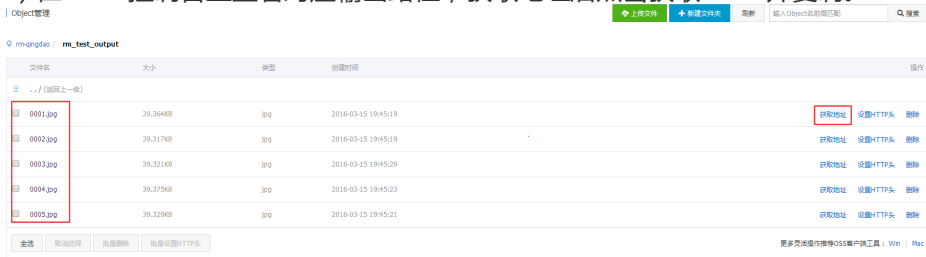 Object管理 上传文件 新建文件夹 刷新 输入Object名前缀匹配 搜索
rm-qingdao / rm_test_output
文件名 大小 类型 创建时间 操作
../ (返回上一级)
0001.jpg 39.364KB jpg 2016-03-15 19:45:19 获取地址 设置HTTP头 删除
0002.jpg 39.317KB jpg 2016-03-15 19:45:19 获取地址 设置HTTP头 删除
0003.jpg 39.321KB jpg 2016-03-15 19:45:29 获取地址 设置HTTP头 删除
0004.jpg 39.375KB jpg 2016-03-15 19:45:23 获取地址 设置HTTP头 删除
0005.jpg 39.329KB jpg 2016-03-15 19:45:21 获取地址 设置HTTP头 删除
全选 取消选择 批量删除 批量设置HTTP头 更多灵活操作推荐OSS客户端工具：Win | Mac